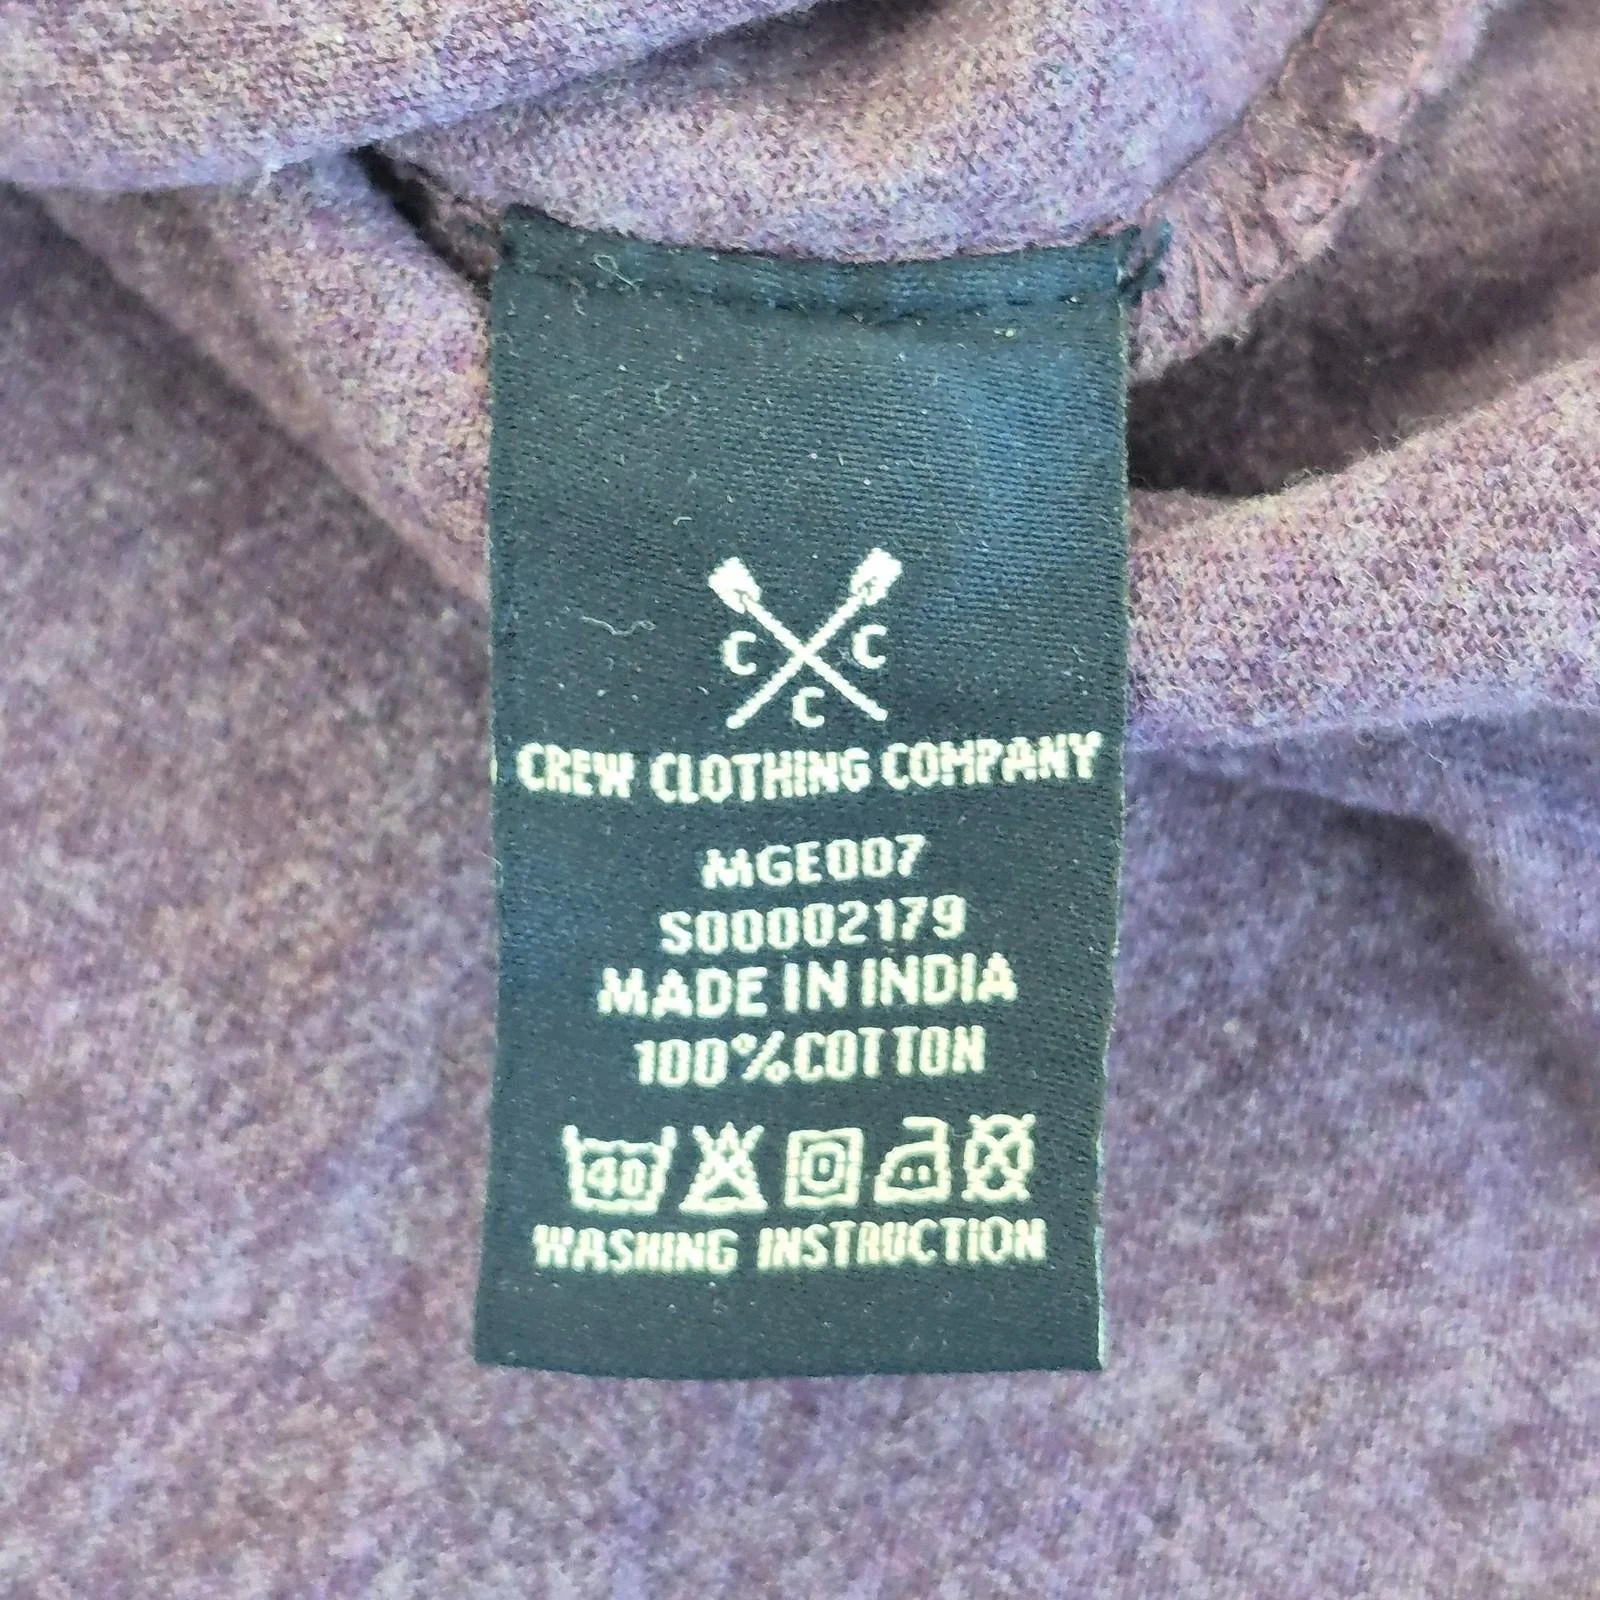 C C
C
CREW CLOTHING COMPANY
MGE007
S00002179
MADE IN INDIA
100%COTTON
40
WASHING INSTRUCTION